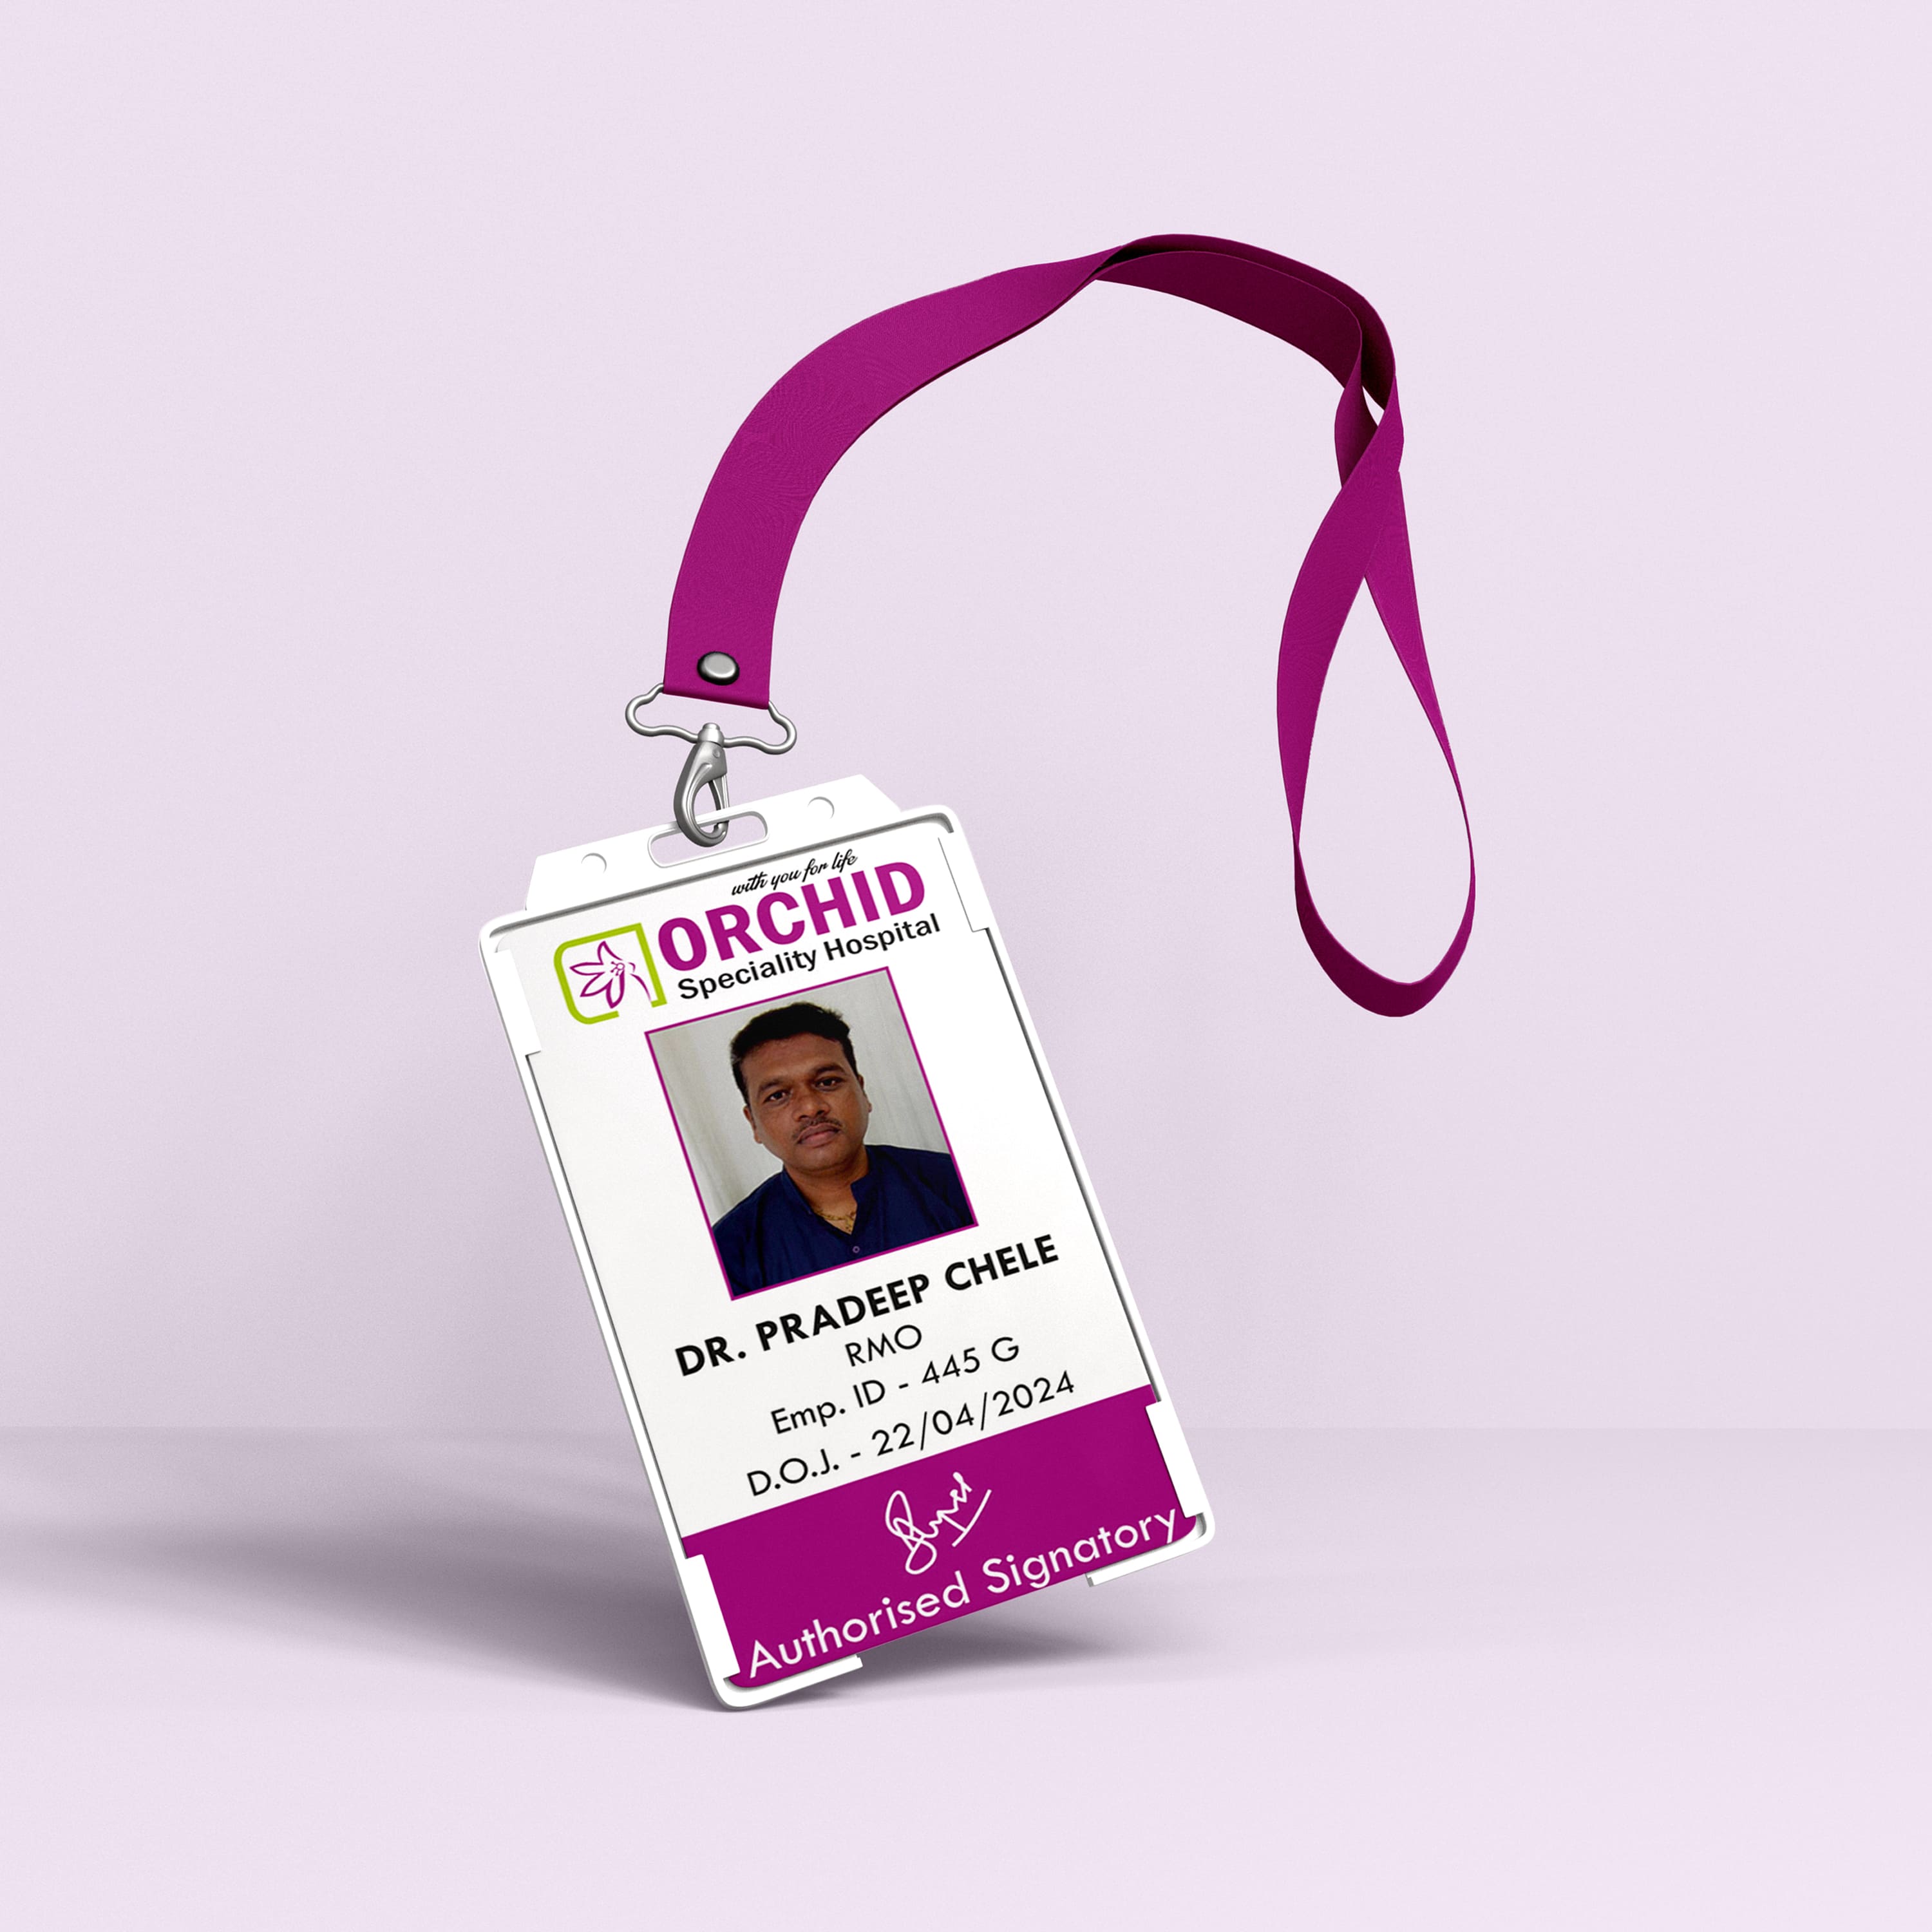 with you for life
ORCHID
Speciality Hospital
DR. PRADEEP CHELE
RMO
Emp. ID - 445 G
D.O.J. - 22/04/2024
Authorised Signatory